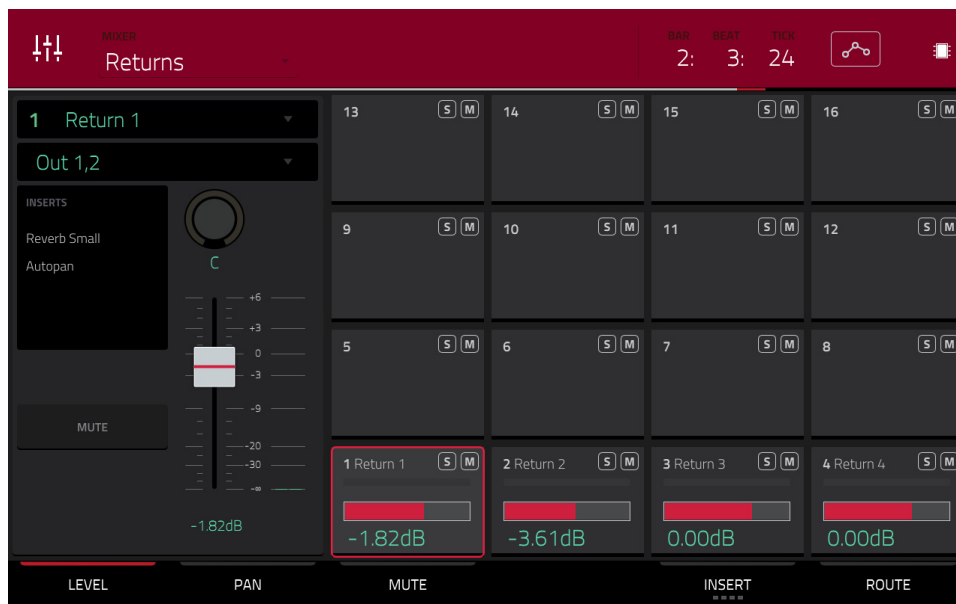 MIXER
Returns
BAR BEAT TICK
2: 3: 24
1 Return 1
Out 1,2
INSERTS
Reverb Small
Autopan
C
+6
+3
0
-3
-9
-20
-30
-∞
MUTE
-1.82dB
13 S M
14 S M
15 S M
16 S M
9 S M
10 S M
11 S M
12 S M
5 S M
6 S M
7 S M
8 S M
1 Return 1 S M
-1.82dB
2 Return 2 S M
-3.61dB
3 Return 3 S M
0.00dB
4 Return 4 S M
0.00dB
LEVEL PAN MUTE INSERT ROUTE